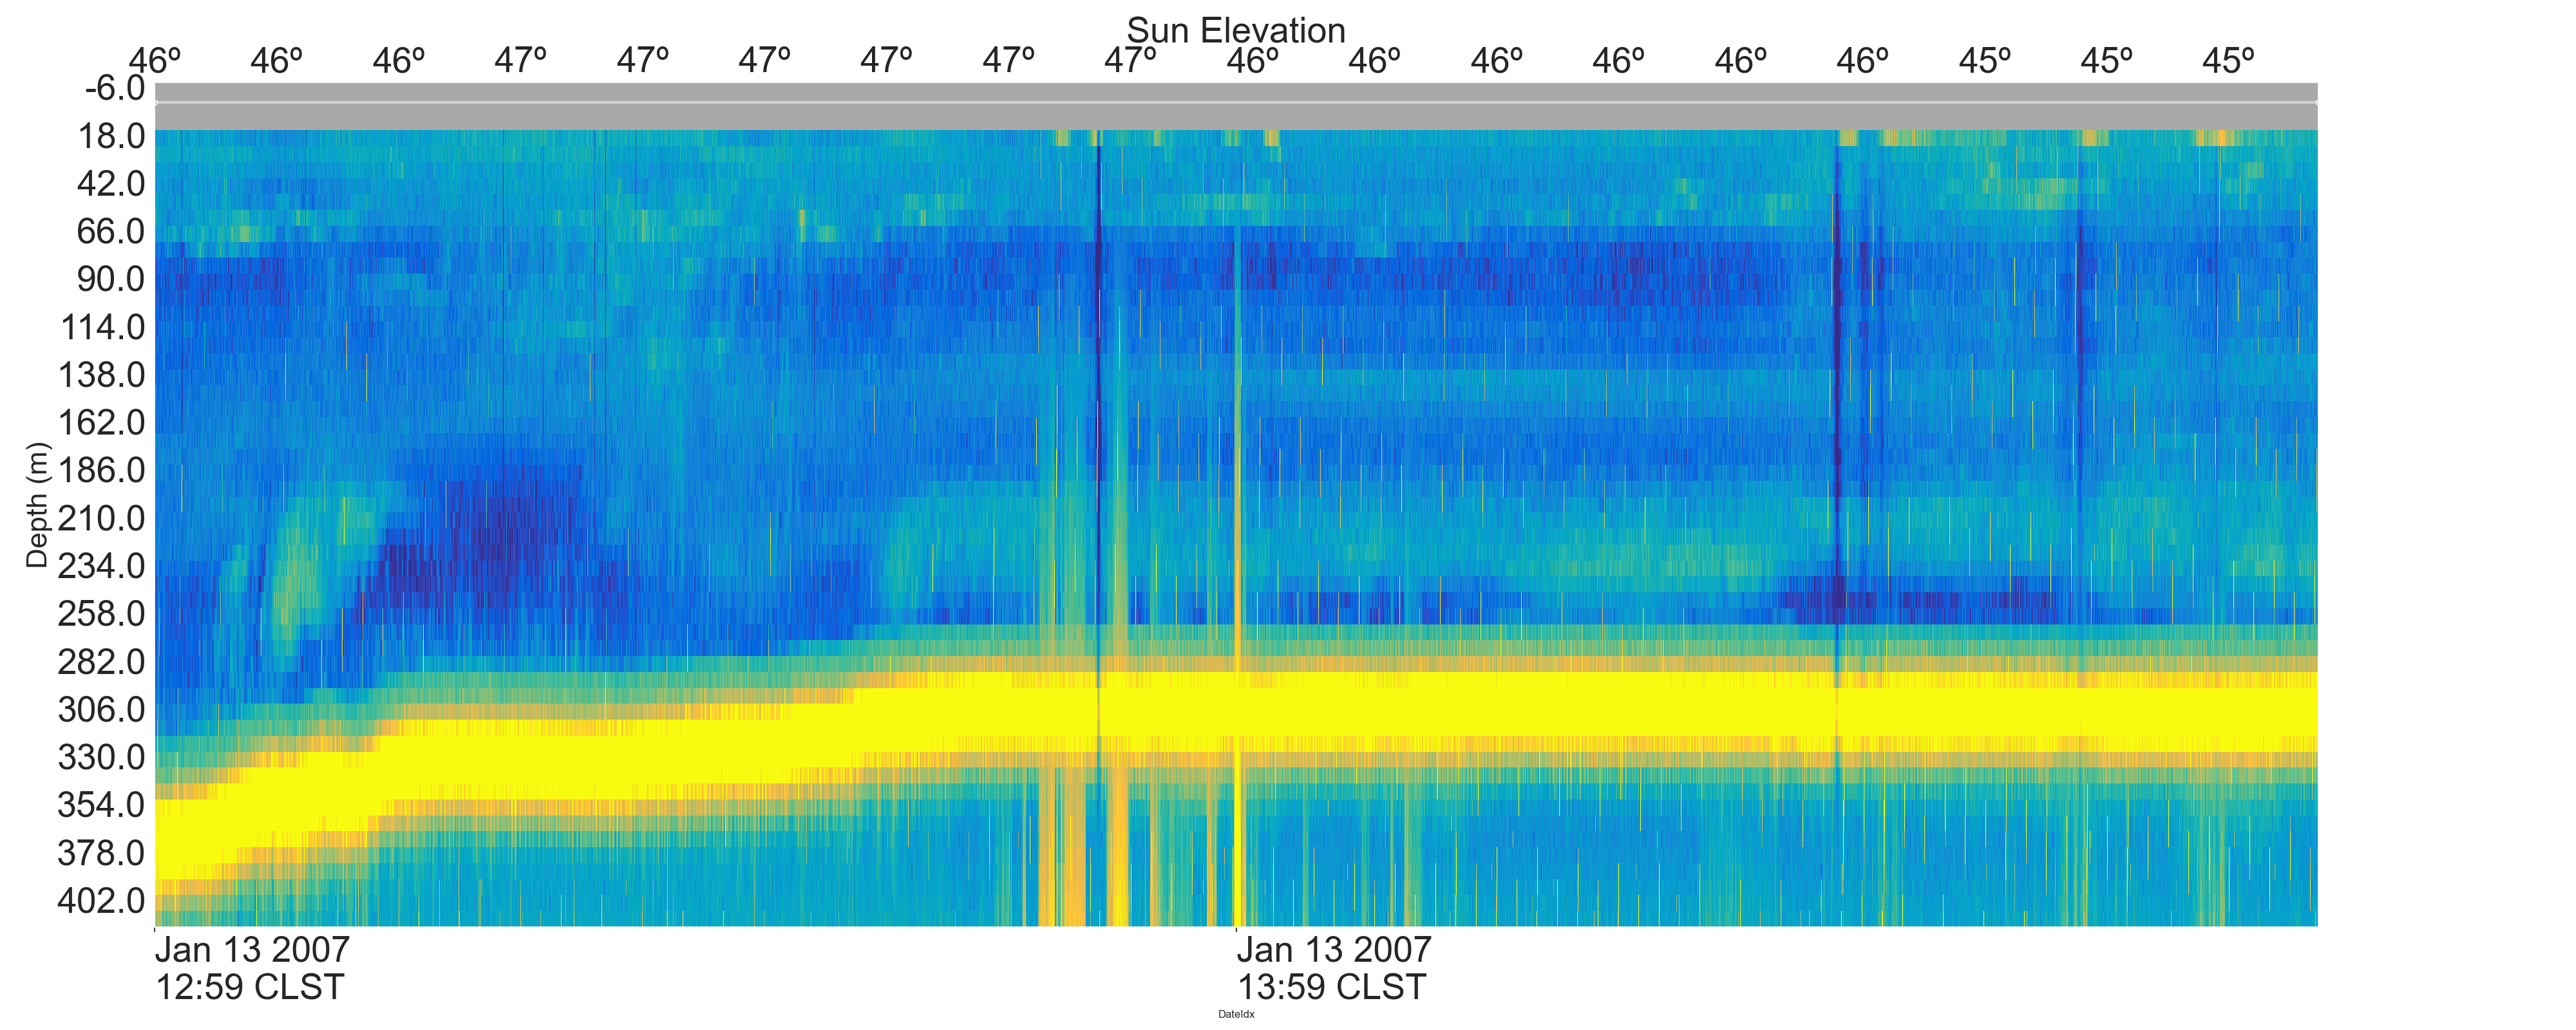 Sun Elevation
46º 46º 46º 47º 47º 47º 47º 47º 47º 46º 46º 46º 46º 46º 46º 45º 45º 45º
-6.0
18.0
42.0
66.0
90.0
114.0
138.0
162.0
186.0
210.0
234.0
258.0
282.0
306.0
330.0
354.0
378.0
402.0
Depth (m)
Jan 13 2007
12:59 CLST
Jan 13 2007
13:59 CLST
DateIdx